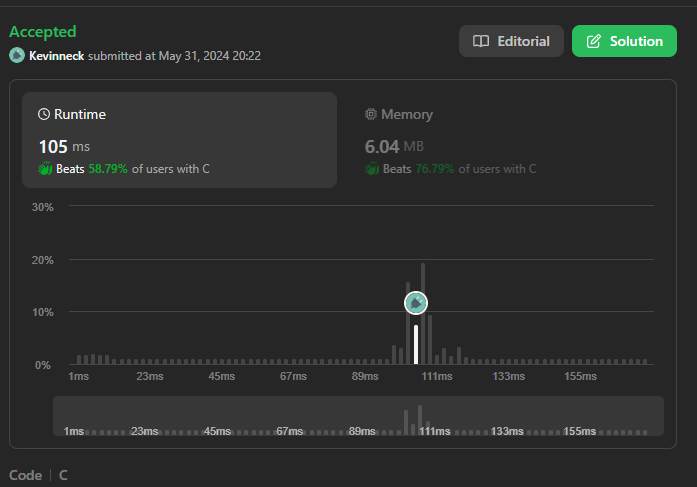 Accepted
Kevinneck submitted at May 31, 2024 20:22
Editorial
Solution
Runtime
105 ms
Beats 58.79% of users with C
Memory
6.04 MB
Beats 76.79% of users with C
30%
20%
10%
0%
1ms 23ms 45ms 67ms 89ms 111ms 133ms 155ms
1ms 23ms 45ms 67ms 89ms 111ms 133ms 155ms
Code | C